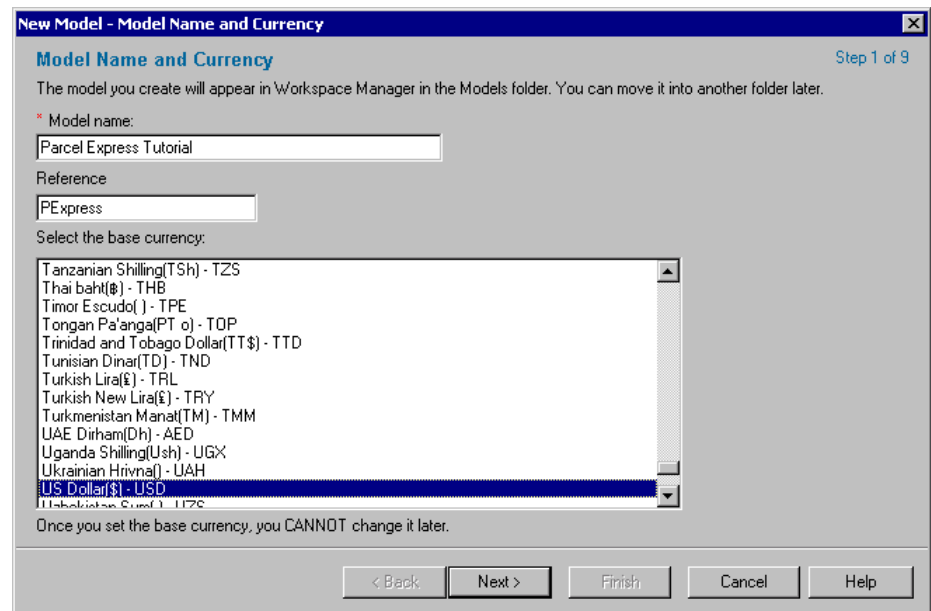 New Model - Model Name and Currency
Model Name and Currency
Step 1 of 9
The model you create will appear in Workspace Manager in the Models folder. You can move it into another folder later.
* Model name:
Parcel Express Tutorial
Reference
PExpress
Select the base currency:
Tanzanian Shilling(TSh) - TZS
Thai baht(฿) - THB
Timor Escudo( ) - TPE
Tongan Pa'anga(PT o) - TOP
Trinidad and Tobago Dollar(TT$) - TTD
Tunisian Dinar(TD) - TND
Turkish Lira(₤) - TRL
Turkish New Lira(₤) - TRY
Turkmenistan Manat(TM) - TMM
UAE Dirham(Dh) - AED
Uganda Shilling(Ush) - UGX
Ukrainian Hrivna() - UAH
US Dollar($) - USD
Uzbekistan Sum( ) - UZS
Once you set the base currency, you CANNOT change it later.
< Back
Next >
Finish
Cancel
Help